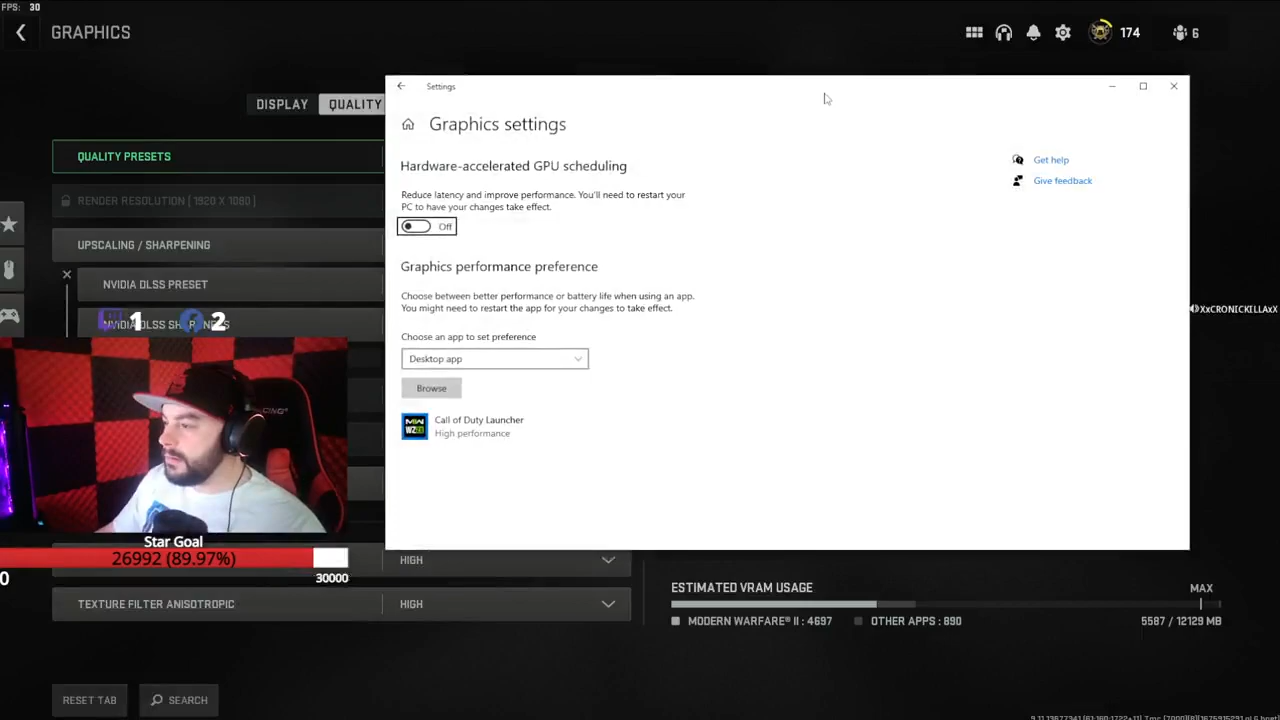 FPS: 30
GRAPHICS
174
6
DISPLAY
QUALITY
QUALITY PRESETS
RENDER RESOLUTION [ 1920 X 1080 ]
UPSCALING / SHARPENING
NVIDIA DLSS PRESET
NVIDIA DLSS SHARPNESS
1
2
Settings
Graphics settings
Hardware-accelerated GPU scheduling
Reduce latency and improve performance. You'll need to restart your
PC to have your changes take effect.
Off
Graphics performance preference
Choose between better performance or battery life when using an app.
You might need to restart the app for your changes to take effect.
Choose an app to set preference
Desktop app
Browse
Call of Duty Launcher
High performance
Get help
Give feedback
XxCRONICKILLAxX
Star Goal
26992 (89.97%)
0
30000
HIGH
TEXTURE FILTER ANISOTROPIC
HIGH
ESTIMATED VRAM USAGE
MAX
MODERN WARFARE® II : 4697
OTHER APPS : 890
5587 / 12129 MB
RESET TAB
SEARCH